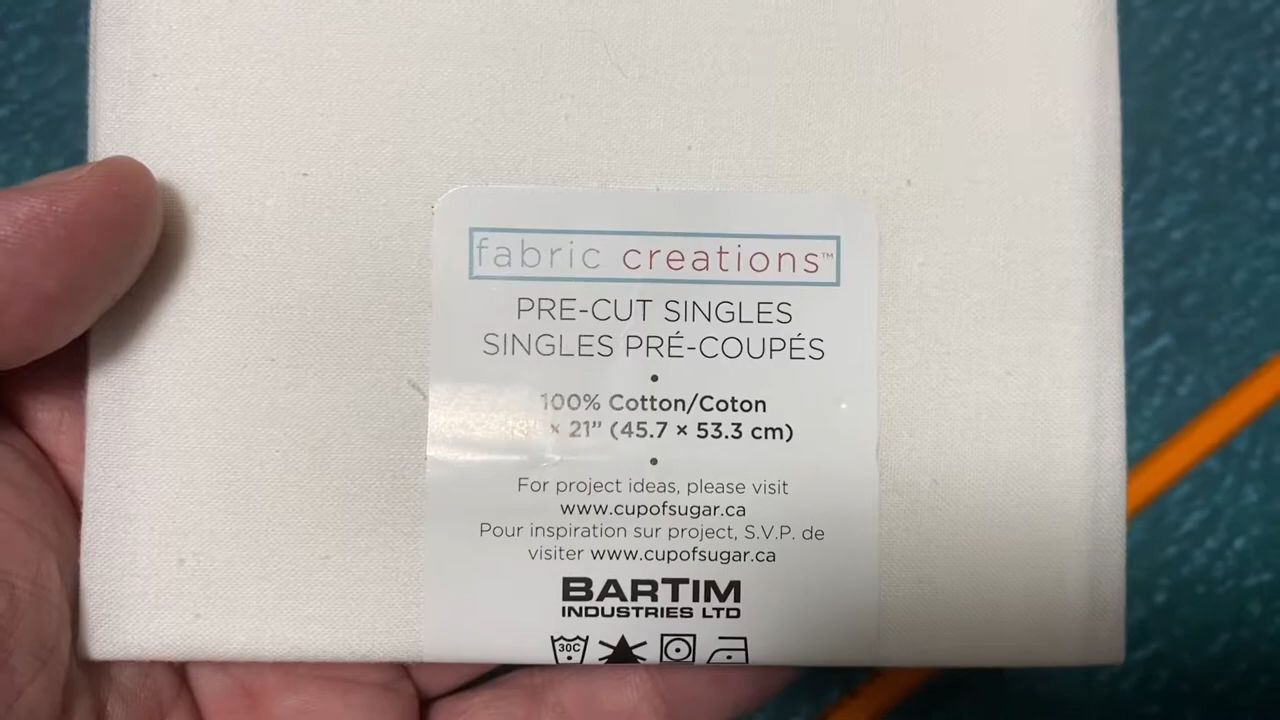 fabric creations™
PRE-CUT SINGLES
SINGLES PRÉ-COUPÉS
•
100% Cotton/Coton
× 21” (45.7 × 53.3 cm)
•
For project ideas, please visit
www.cupofsugar.ca
Pour inspiration sur project, S.V.P. de
visiter www.cupofsugar.ca
BARTIM
INDUSTRIES LTD
30C